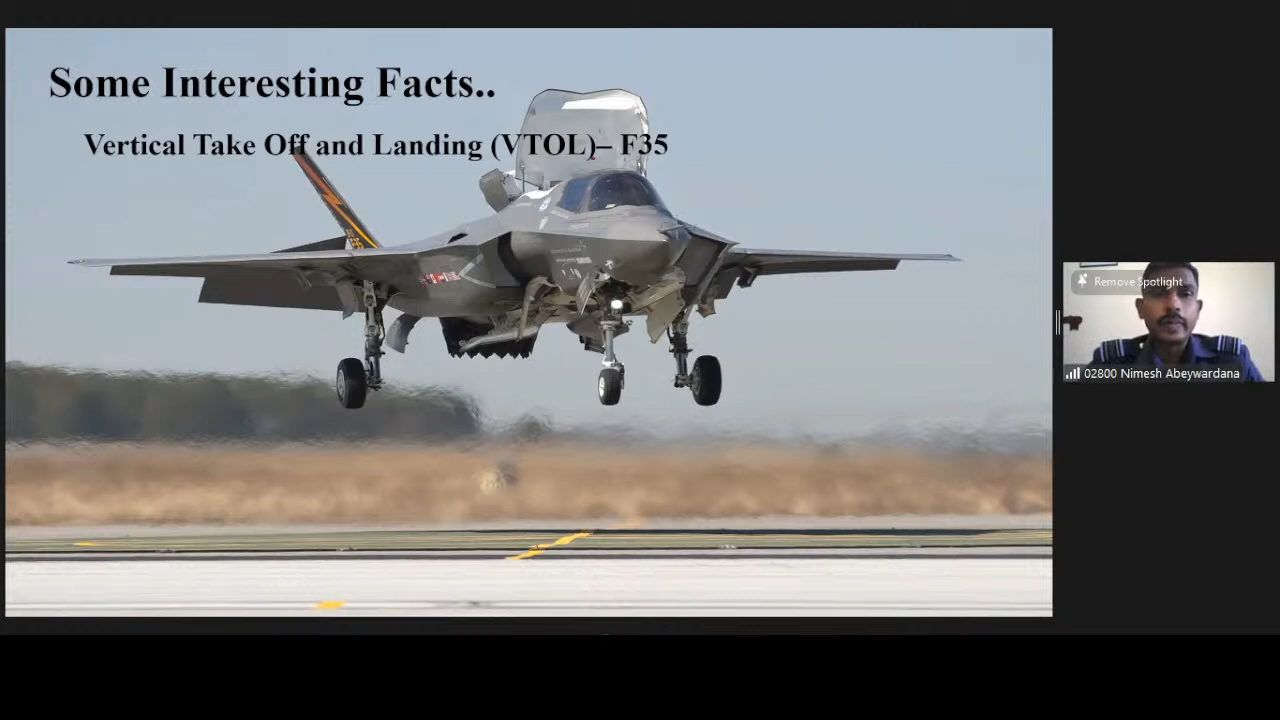 Some Interesting Facts..
Vertical Take Off and Landing (VTOL)– F35
Remove Spotlight
02800 Nimesh Abeywardana